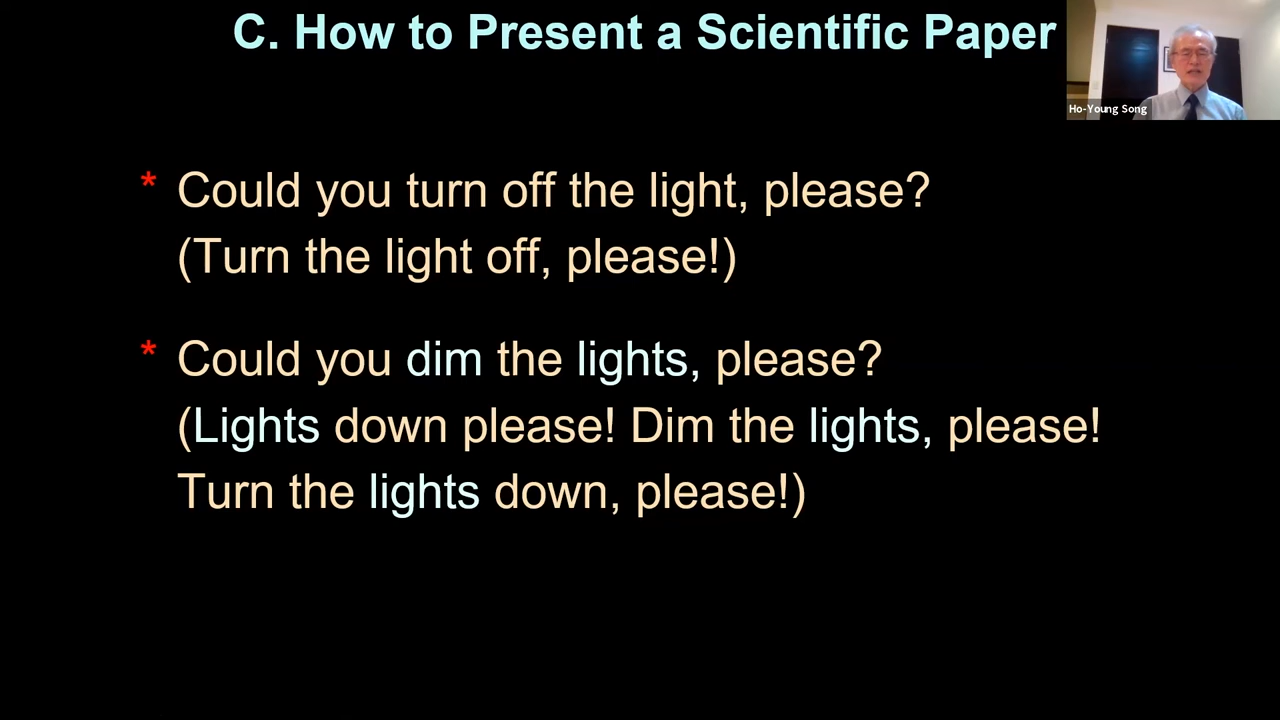 C. How to Present a Scientific Paper
Ho-Young Song
* Could you turn off the light, please?
(Turn the light off, please!)
* Could you dim the lights, please?
(Lights down please! Dim the lights, please!
Turn the lights down, please!)